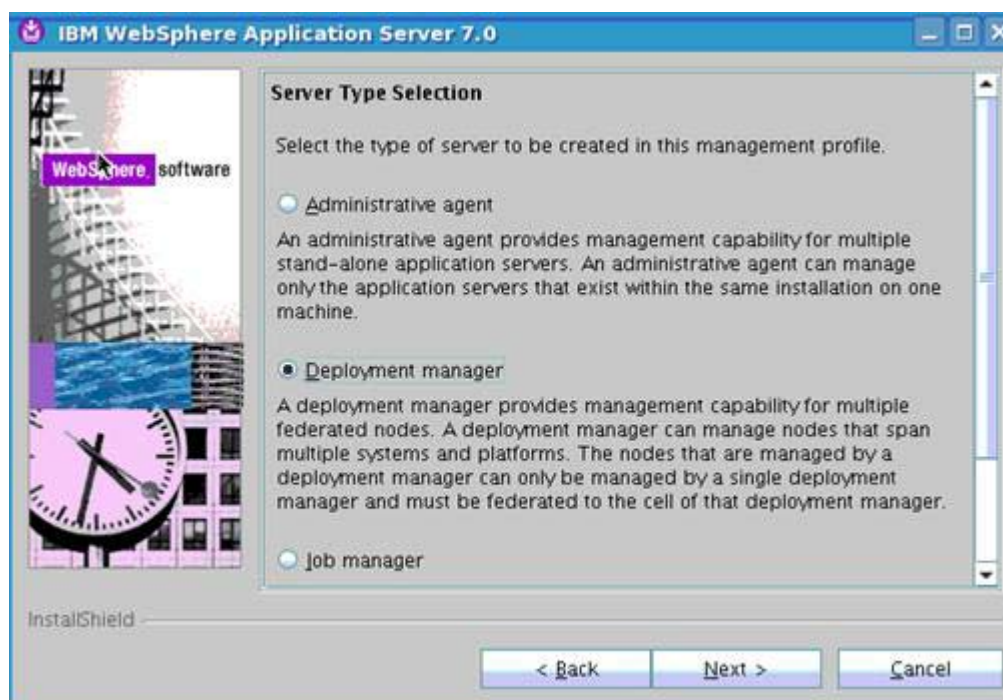 IBM WebSphere Application Server 7.0
WebSphere. software
Server Type Selection
Select the type of server to be created in this management profile.
Administrative agent
An administrative agent provides management capability for multiple
stand-alone application servers. An administrative agent can manage
only the application servers that exist within the same installation on one
machine.
Deployment manager
A deployment manager provides management capability for multiple
federated nodes. A deployment manager can manage nodes that span
multiple systems and platforms. The nodes that are managed by a
deployment manager can only be managed by a single deployment
manager and must be federated to the cell of that deployment manager.
Job manager
InstallShield
< Back
Next >
Cancel